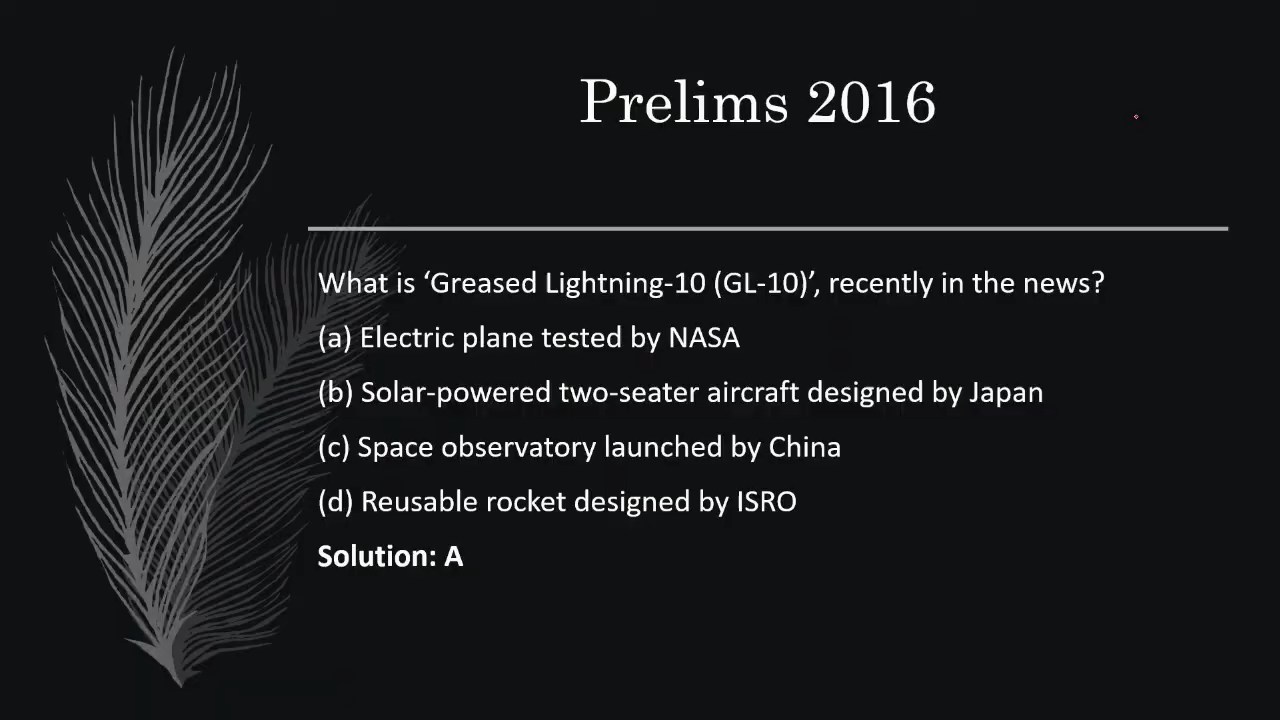 Prelims 2016
What is ‘Greased Lightning-10 (GL-10)’, recently in the news?
(a) Electric plane tested by NASA
(b) Solar-powered two-seater aircraft designed by Japan
(c) Space observatory launched by China
(d) Reusable rocket designed by ISRO
Solution: A